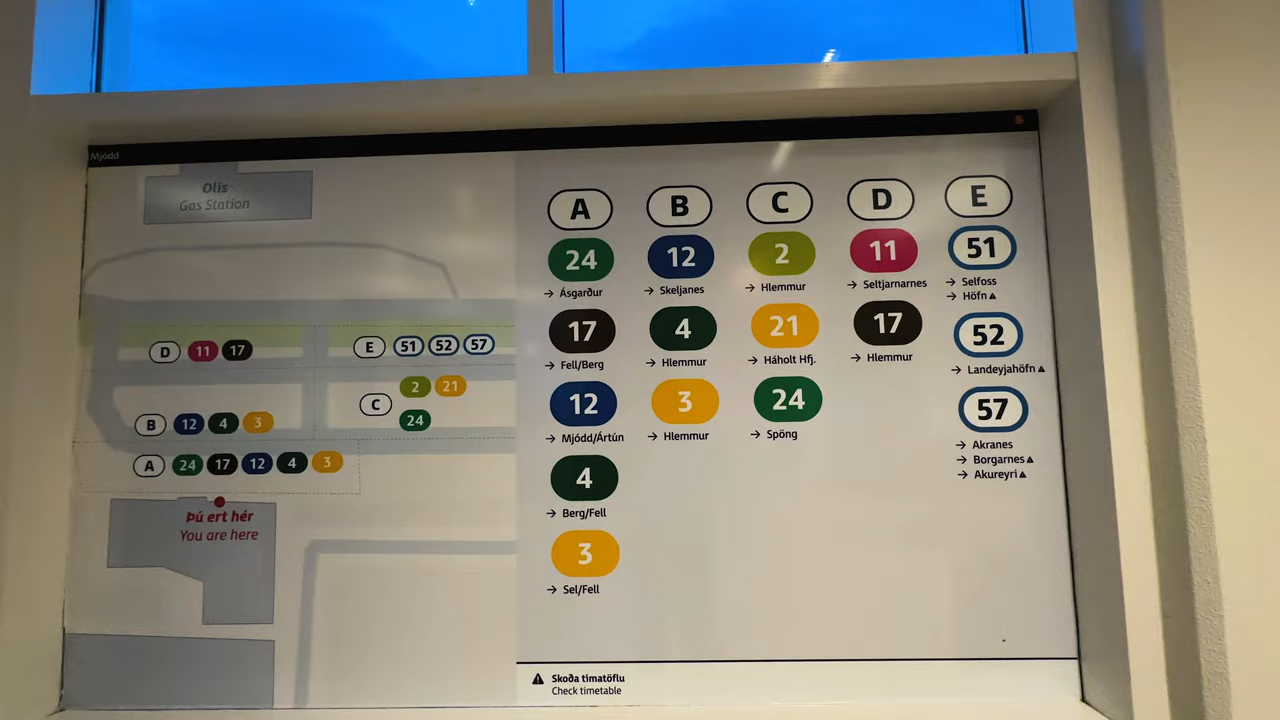 Mjódd
Olís
Gas Station
D 11 17
E 51 52 57
C 2 21
24
B 12 4 3
A 24 17 12 4 3
Þú ert hér
You are here
A
24
→ Ásgarður
17
→ Fell/Berg
12
→ Mjódd/Ártún
4
→ Berg/Fell
3
→ Sel/Fell
B
12
→ Skeljanes
4
→ Hlemmur
3
→ Hlemmur
C
2
→ Hlemmur
21
→ Háholt Hfj.
24
→ Spöng
D
11
→ Seltjarnarnes
17
→ Hlemmur
E
51
→ Selfoss
→ Höfn ▲
52
→ Landeyjahöfn ▲
57
→ Akranes
→ Borgarnes ▲
→ Akureyri ▲
Skoða tímatöflu
Check timetable